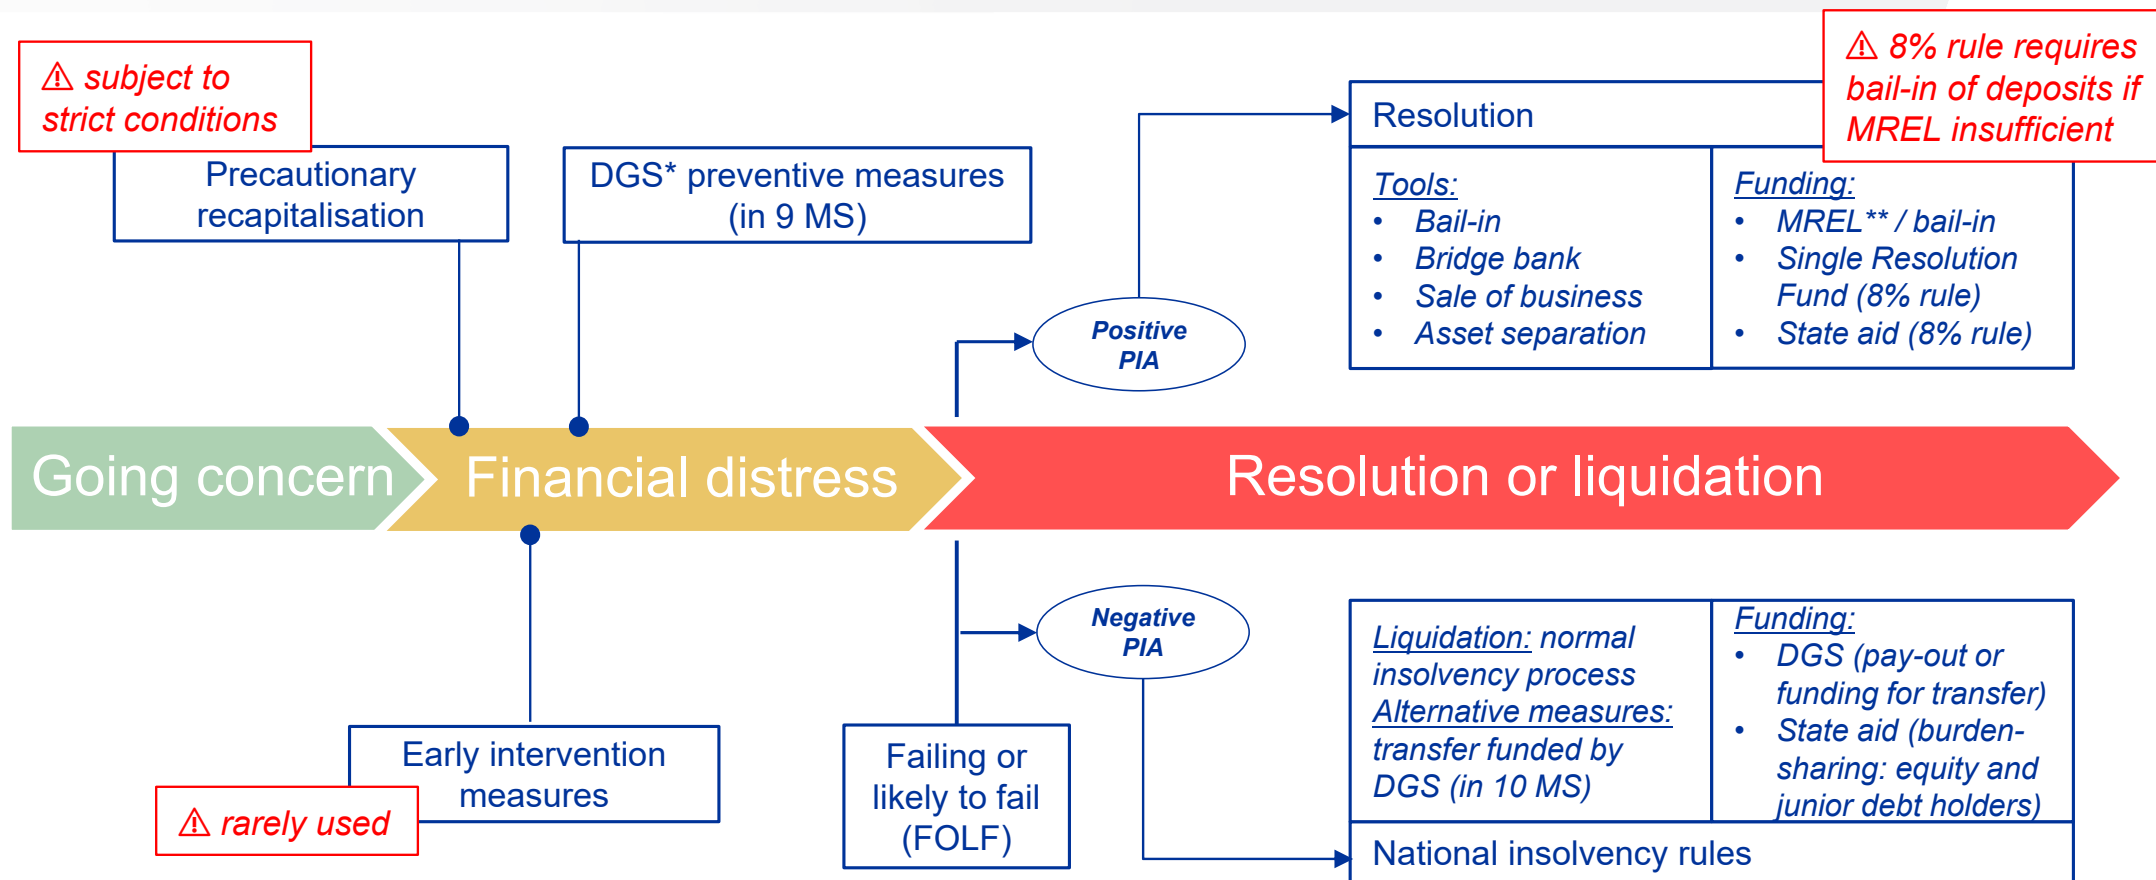 ⚠ subject to
strict conditions
Precautionary
recapitalisation
DGS* preventive measures
(in 9 MS)
⚠ 8% rule requires
bail-in of deposits if
MREL insufficient
Resolution
Tools:
• Bail-in
• Bridge bank
• Sale of business
• Asset separation
Funding:
• MREL** / bail-in
• Single Resolution
Fund (8% rule)
• State aid (8% rule)
Positive
PIA
Going concern
Financial distress
Resolution or liquidation
Negative
PIA
Early intervention
measures
⚠ rarely used
Failing or
likely to fail
(FOLF)
Liquidation: normal
insolvency process
Alternative measures:
transfer funded by
DGS (in 10 MS)
Funding:
• DGS (pay-out or
funding for transfer)
• State aid (burden-
sharing: equity and
junior debt holders)
National insolvency rules